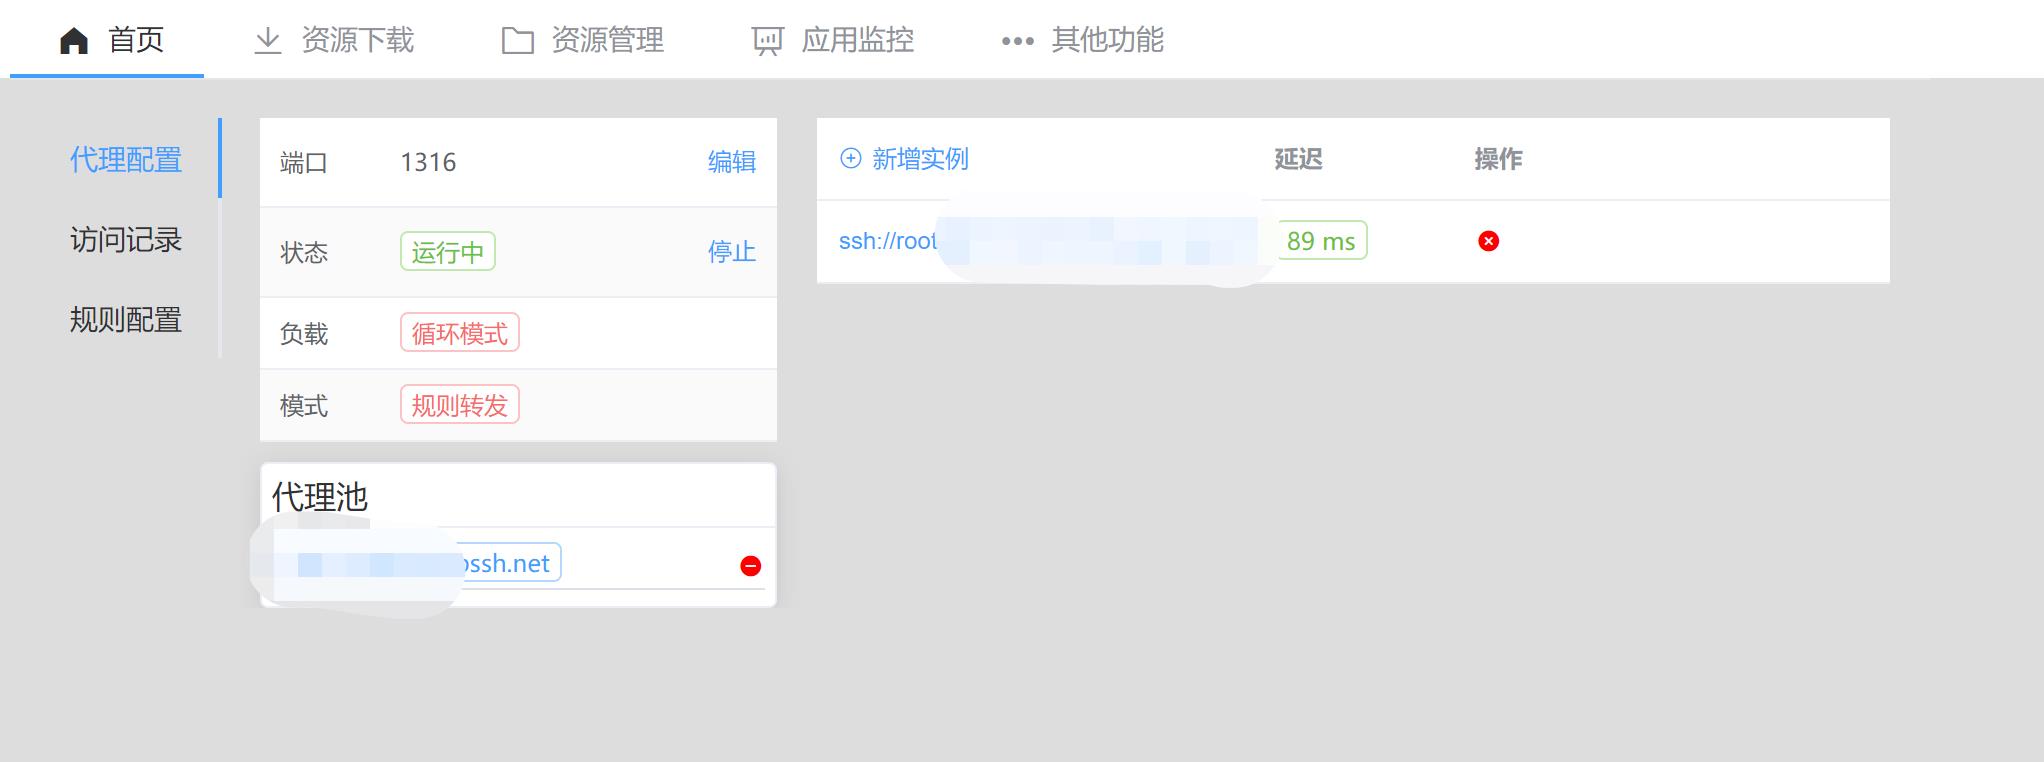 首页 资源下载 资源管理 应用监控 其他功能
代理配置
访问记录
规则配置
端口 1316 编辑
状态 运行中 停止
负载 循环模式
模式 规则转发
代理池
ssh.net
新增实例 延迟 操作
ssh://root 89 ms